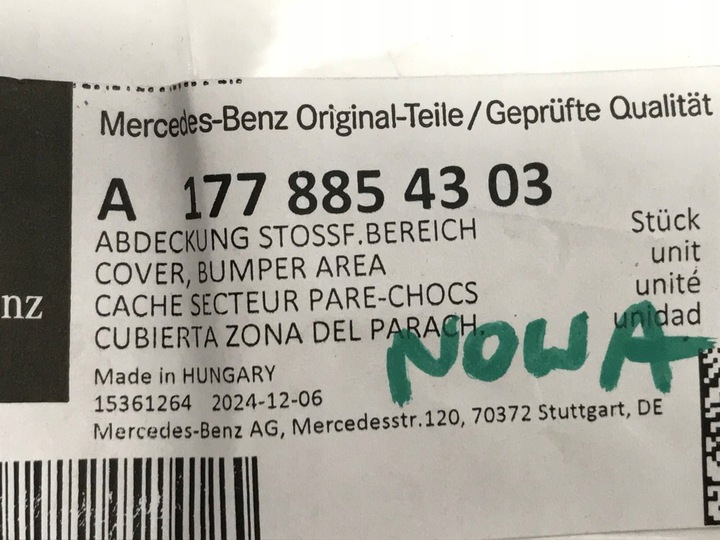 Mercedes-Benz Original-Teile/Geprüfte Qualität
A 177 885 43 03
ABDECKUNG STOSSF.BEREICH
COVER, BUMPER AREA
CACHE SECTEUR PARE-CHOCS
CUBIERTA ZONA DEL PARACH.
Stück
unit
unité
unidad
NOWA
nz
Made in HUNGARY
15361264 2024-12-06
Mercedes-Benz AG, Mercedesstr.120, 70372 Stuttgart, DE